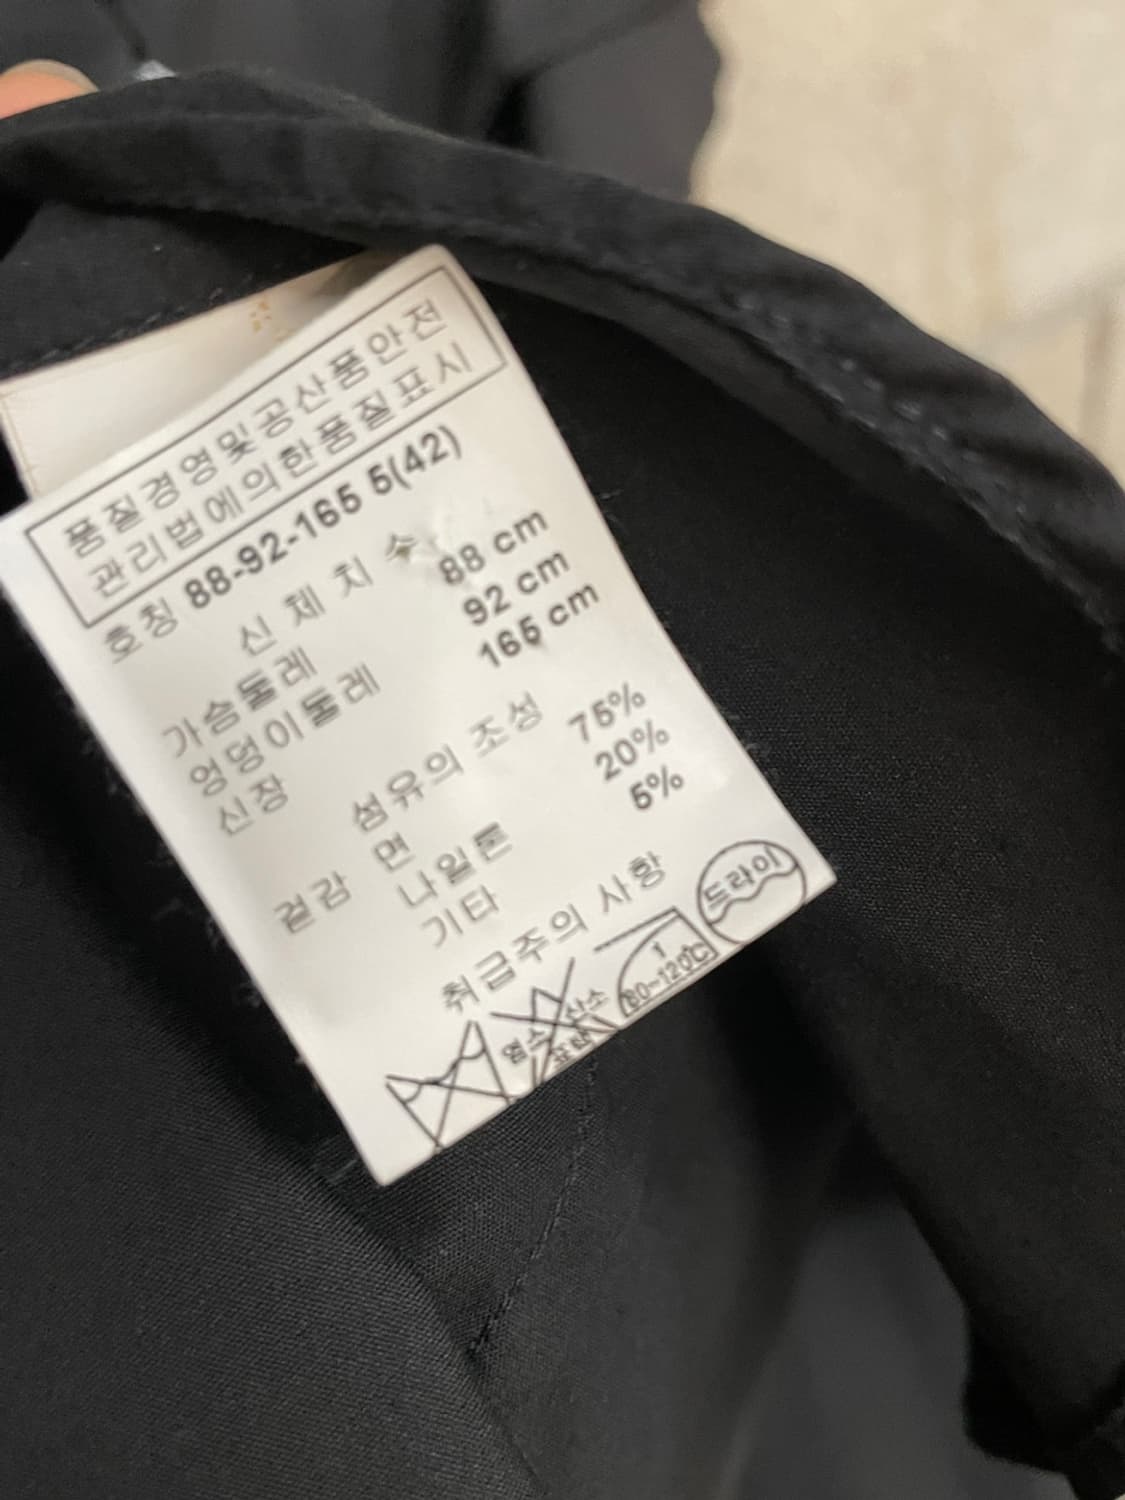 품질경영및공산품안전
관리법에의한품질표시
호칭 88-92-165 5(42)
신체치수
가슴둘레 88 cm
엉덩이둘레 92 cm
신장 165 cm
섬유의 조성
겉감 면 75%
나일론 20%
기타 5%
취급주의 사항
염소 산소 표백
1
80~120℃
드라이